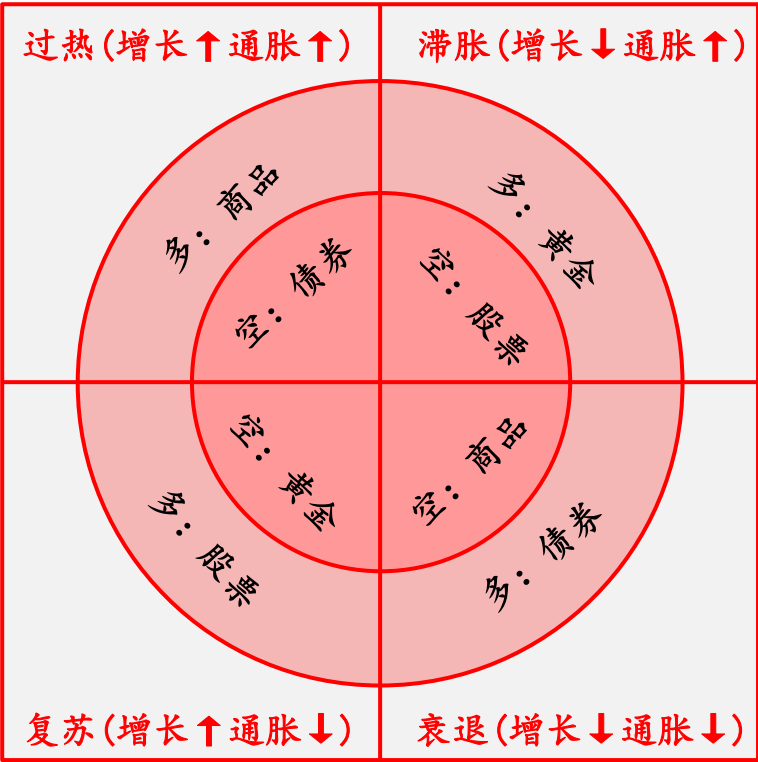 过热(增长↑通胀↑)
滞胀(增长↓通胀↑)
多：商品
多：黄金
空：债券
空：股票
空：黄金
空：商品
多：股票
多：债券
复苏(增长↑通胀↓)
衰退(增长↓通胀↓)